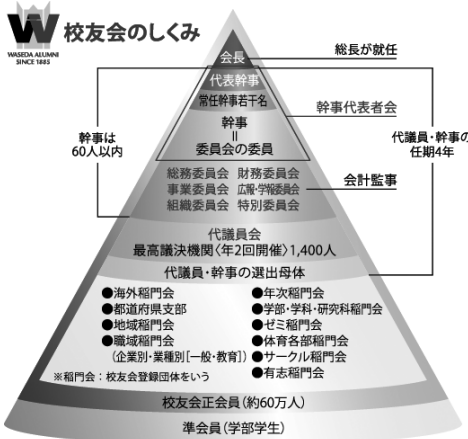 W
WASEDA ALUMNI
SINCE 1885
校友会のしくみ
会長
総長が就任
代表幹事
常任幹事若干名
幹事代表者会
幹事
=
委員会の委員
幹事は
60人以内
代議員・幹事の
任期4年
総務委員会 財務委員会
事業委員会 広報・学報委員会
組織委員会 特別委員会
会計監事
代議員会
最高議決機関〈年2回開催〉1,400人
代議員・幹事の選出母体
●海外稲門会
●都道府県支部
●地域稲門会
●職域稲門会
(企業別・業種別[一般・教育])
●年次稲門会
●学部・学科・研究科稲門会
●ゼミ稲門会
●体育各部稲門会
●サークル稲門会
●有志稲門会
※稲門会:校友会登録団体をいう
校友会正会員(約60万人)
準会員(学部学生)